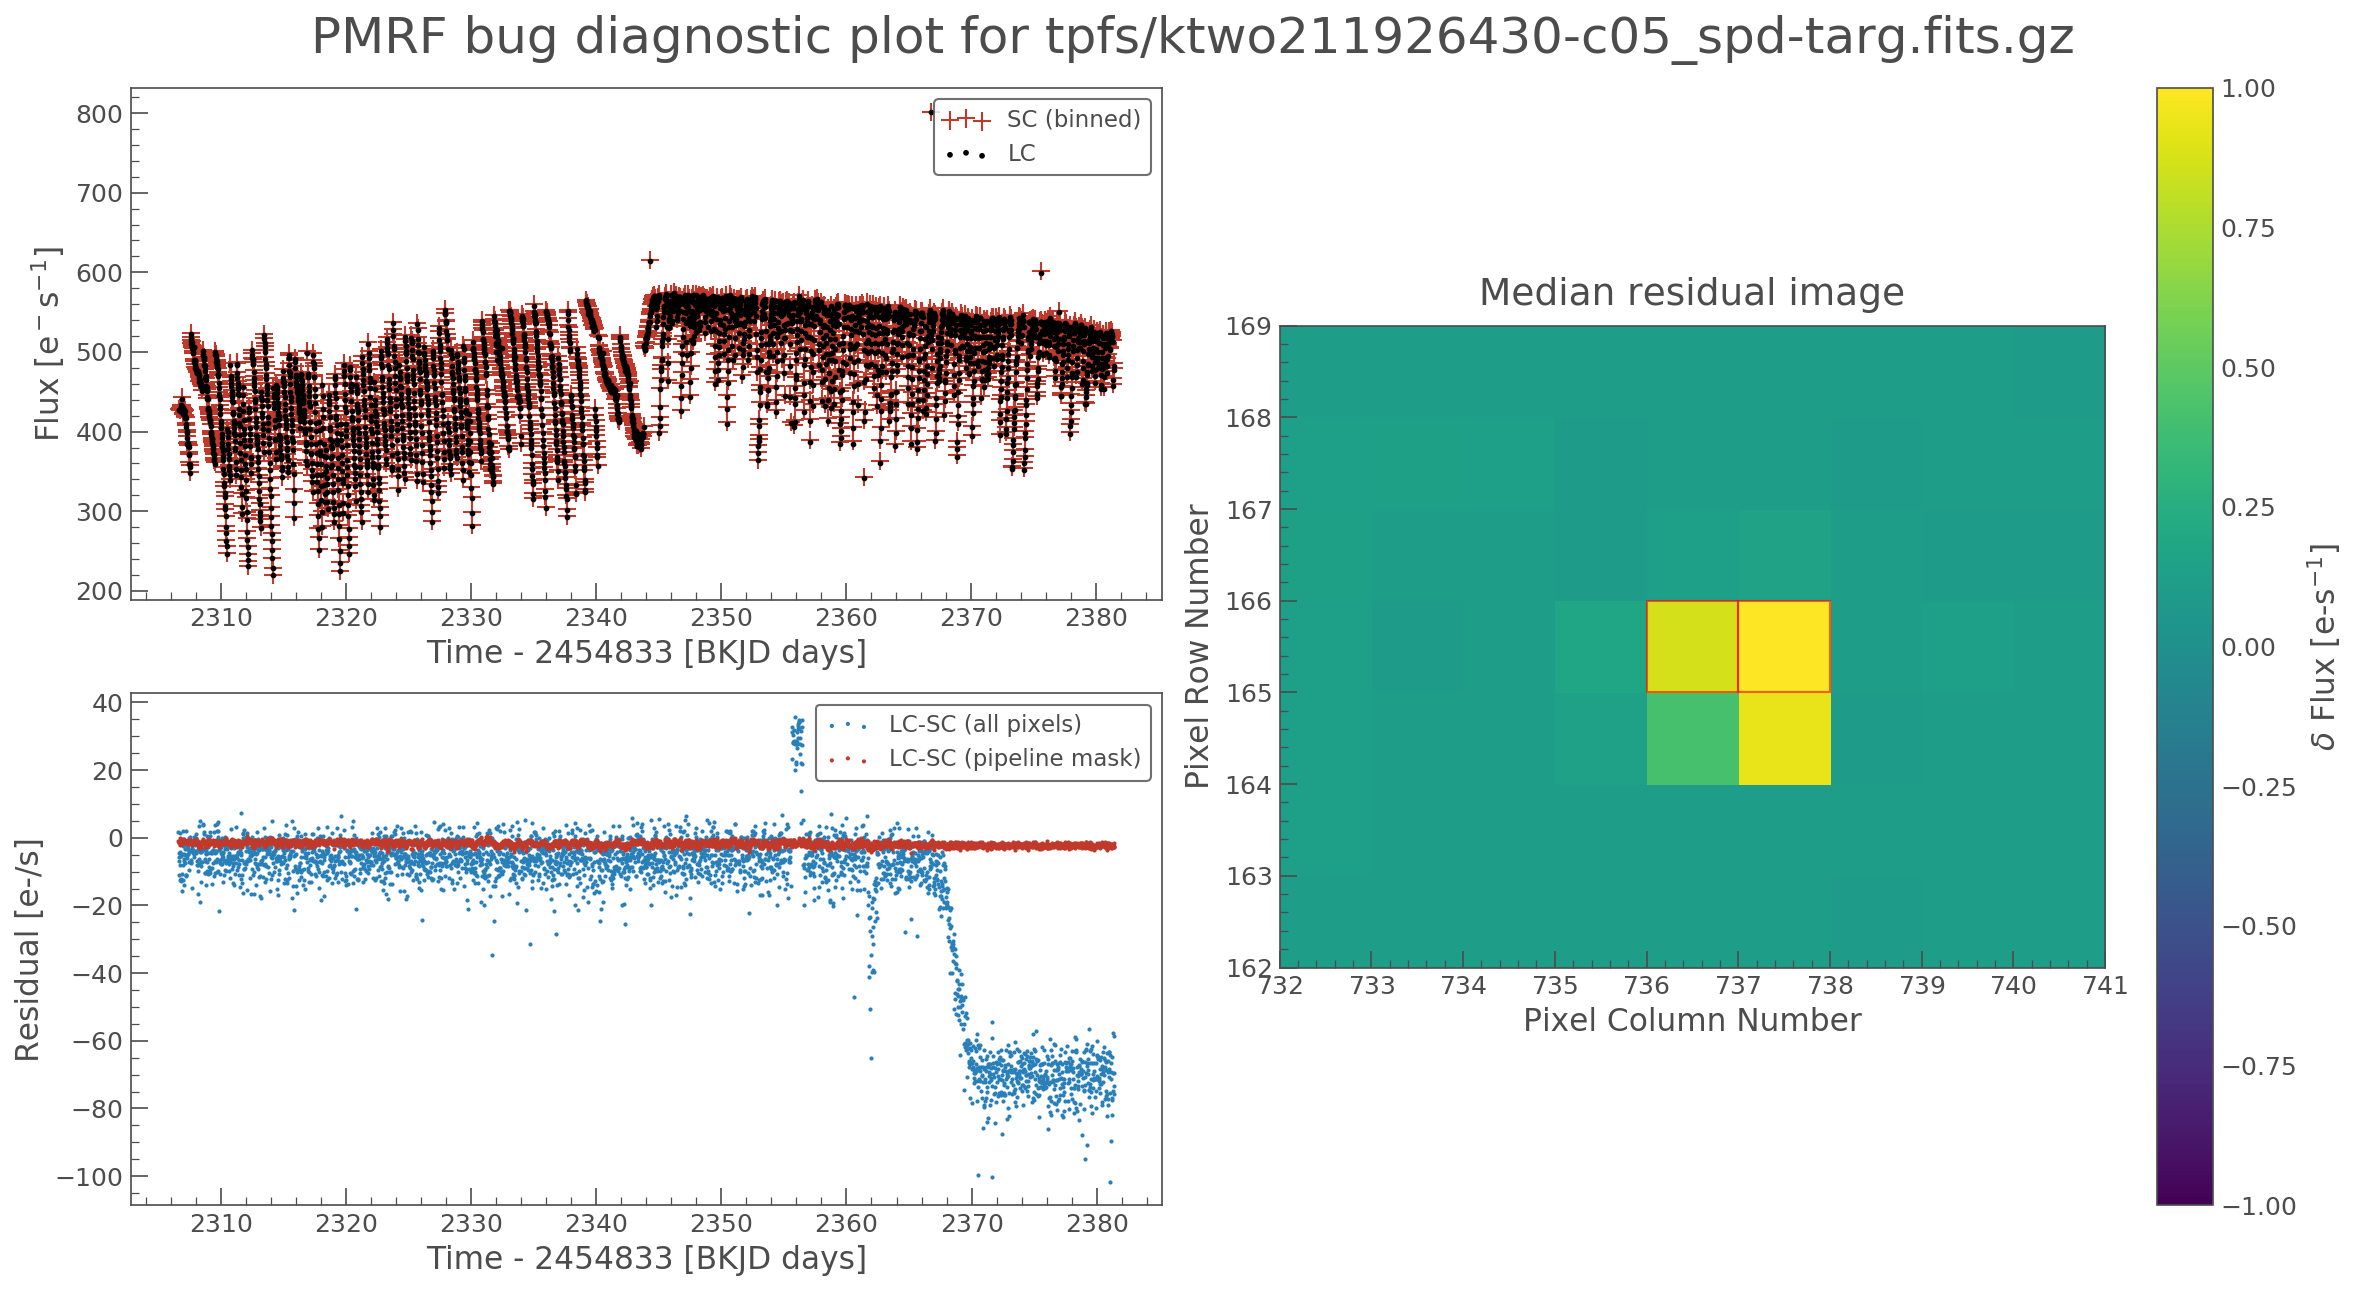 PMRF bug diagnostic plot for tpfs/ktwo211926430-c05_spd-targ.fits.gz
800
700
600
500
400
300
200
Flux [e⁻ s⁻¹]
SC (binned)
LC
2310 2320 2330 2340 2350 2360 2370 2380
Time - 2454833 [BKJD days]
40
20
0
−20
−40
−60
−80
−100
Residual [e-/s]
LC-SC (all pixels)
LC-SC (pipeline mask)
2310 2320 2330 2340 2350 2360 2370 2380
Time - 2454833 [BKJD days]
Median residual image
169
168
167
166
165
164
163
162
Pixel Row Number
732 733 734 735 736 737 738 739 740 741
Pixel Column Number
1.00
0.75
0.50
0.25
0.00
−0.25
−0.50
−0.75
−1.00
δ Flux [e-s⁻¹]